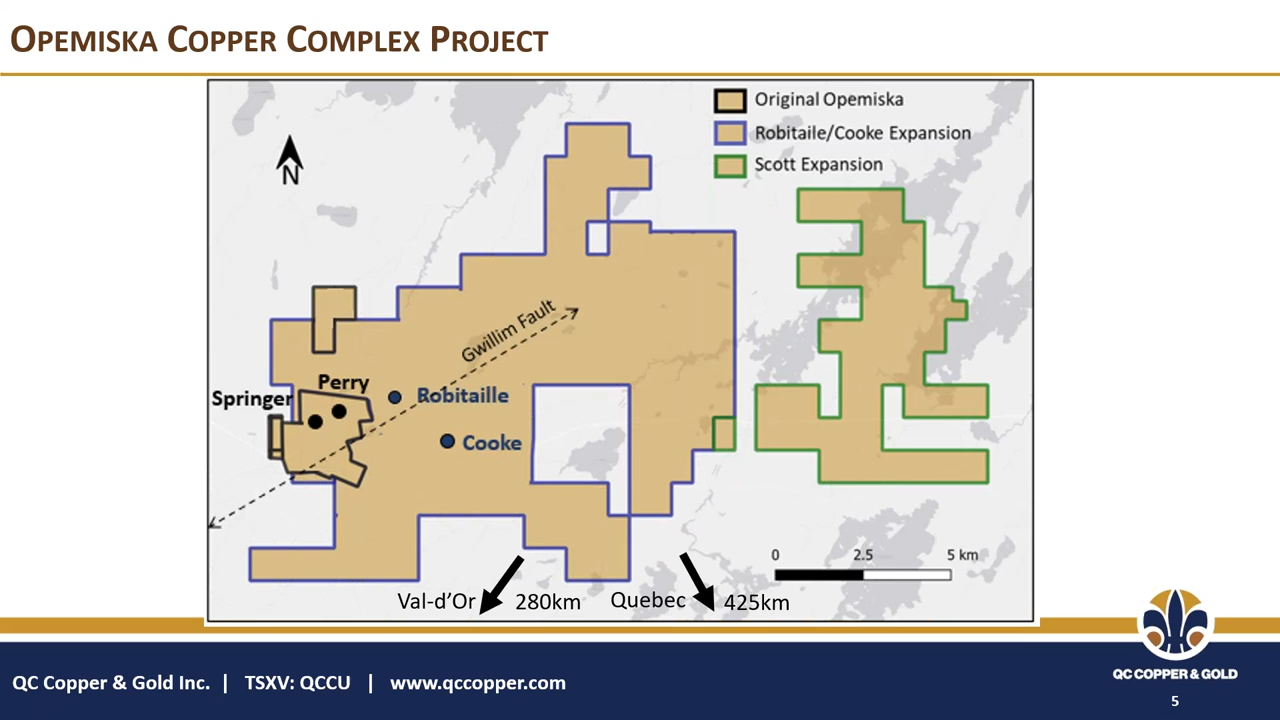 OPEMISKA COPPER COMPLEX PROJECT
Original Opemiska
Robitaile/Cooke Expansion
Scott Expansion
N
Gwillim Fault
Perry
Springer
Robitaille
Cooke
0 2.5 5 km
Val-d'Or 280km Quebec 425km
QC Copper & Gold Inc. | TSXV: QCCU | www.qccopper.com
QC COPPER & GOLD
5